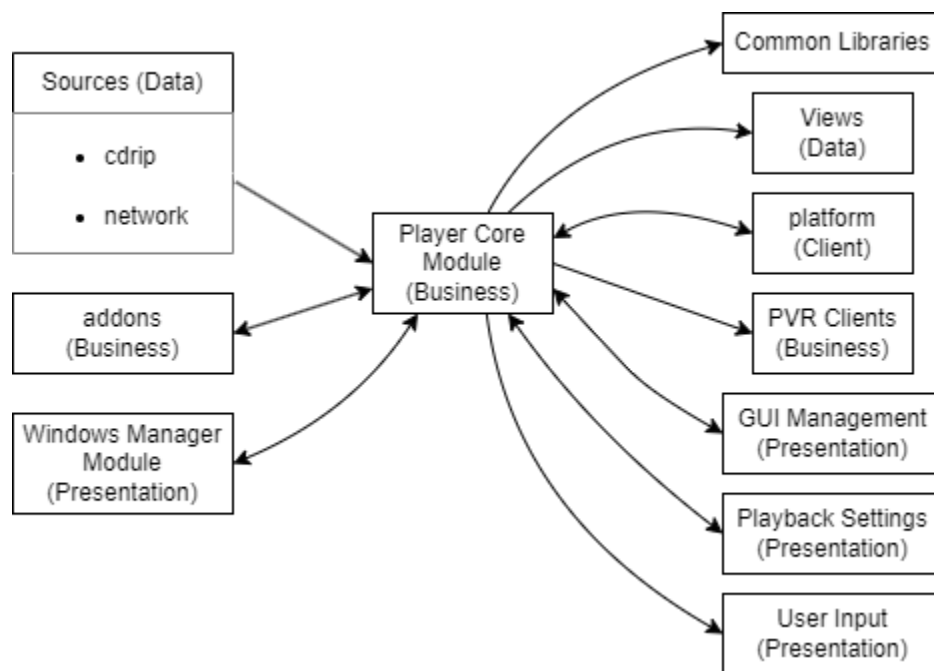 Sources (Data)
cdrip
network
addons
(Business)
Windows Manager
Module
(Presentation)
Player Core
Module
(Business)
Common Libraries
Views
(Data)
platform
(Client)
PVR Clients
(Business)
GUI Management
(Presentation)
Playback Settings
(Presentation)
User Input
(Presentation)